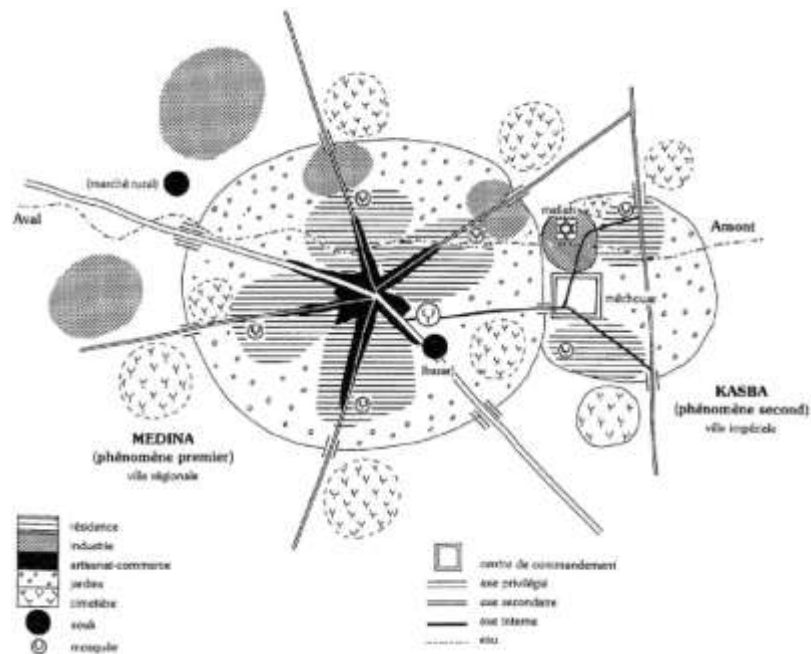 (marché rural)
Aval
mellah
Amont
méchouar
(bazar)
MEDINA
(phénomène premier)
ville régionale
KASBA
(phénomène second)
ville impériale
résidence
industrie
artisanat-commerce
jardins
cimetière
souk
mosquée
centre de commandement
axe privilégié
axe secondaire
axe interne
eau